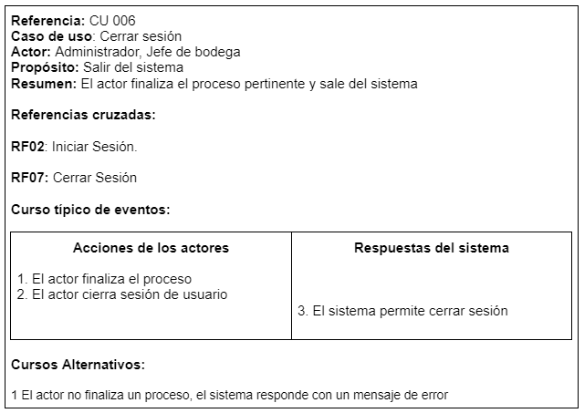 Referencia: CU 006
Caso de uso: Cerrar sesión
Actor: Administrador, Jefe de bodega
Propósito: Salir del sistema
Resumen: El actor finaliza el proceso pertinente y sale del sistema
Referencias cruzadas:
RF02: Iniciar Sesión.
RF07: Cerrar Sesión
Curso típico de eventos:
Acciones de los actores
1. El actor finaliza el proceso
2. El actor cierra sesión de usuario
Respuestas del sistema
3. El sistema permite cerrar sesión
Cursos Alternativos:
1 El actor no finaliza un proceso, el sistema responde con un mensaje de error